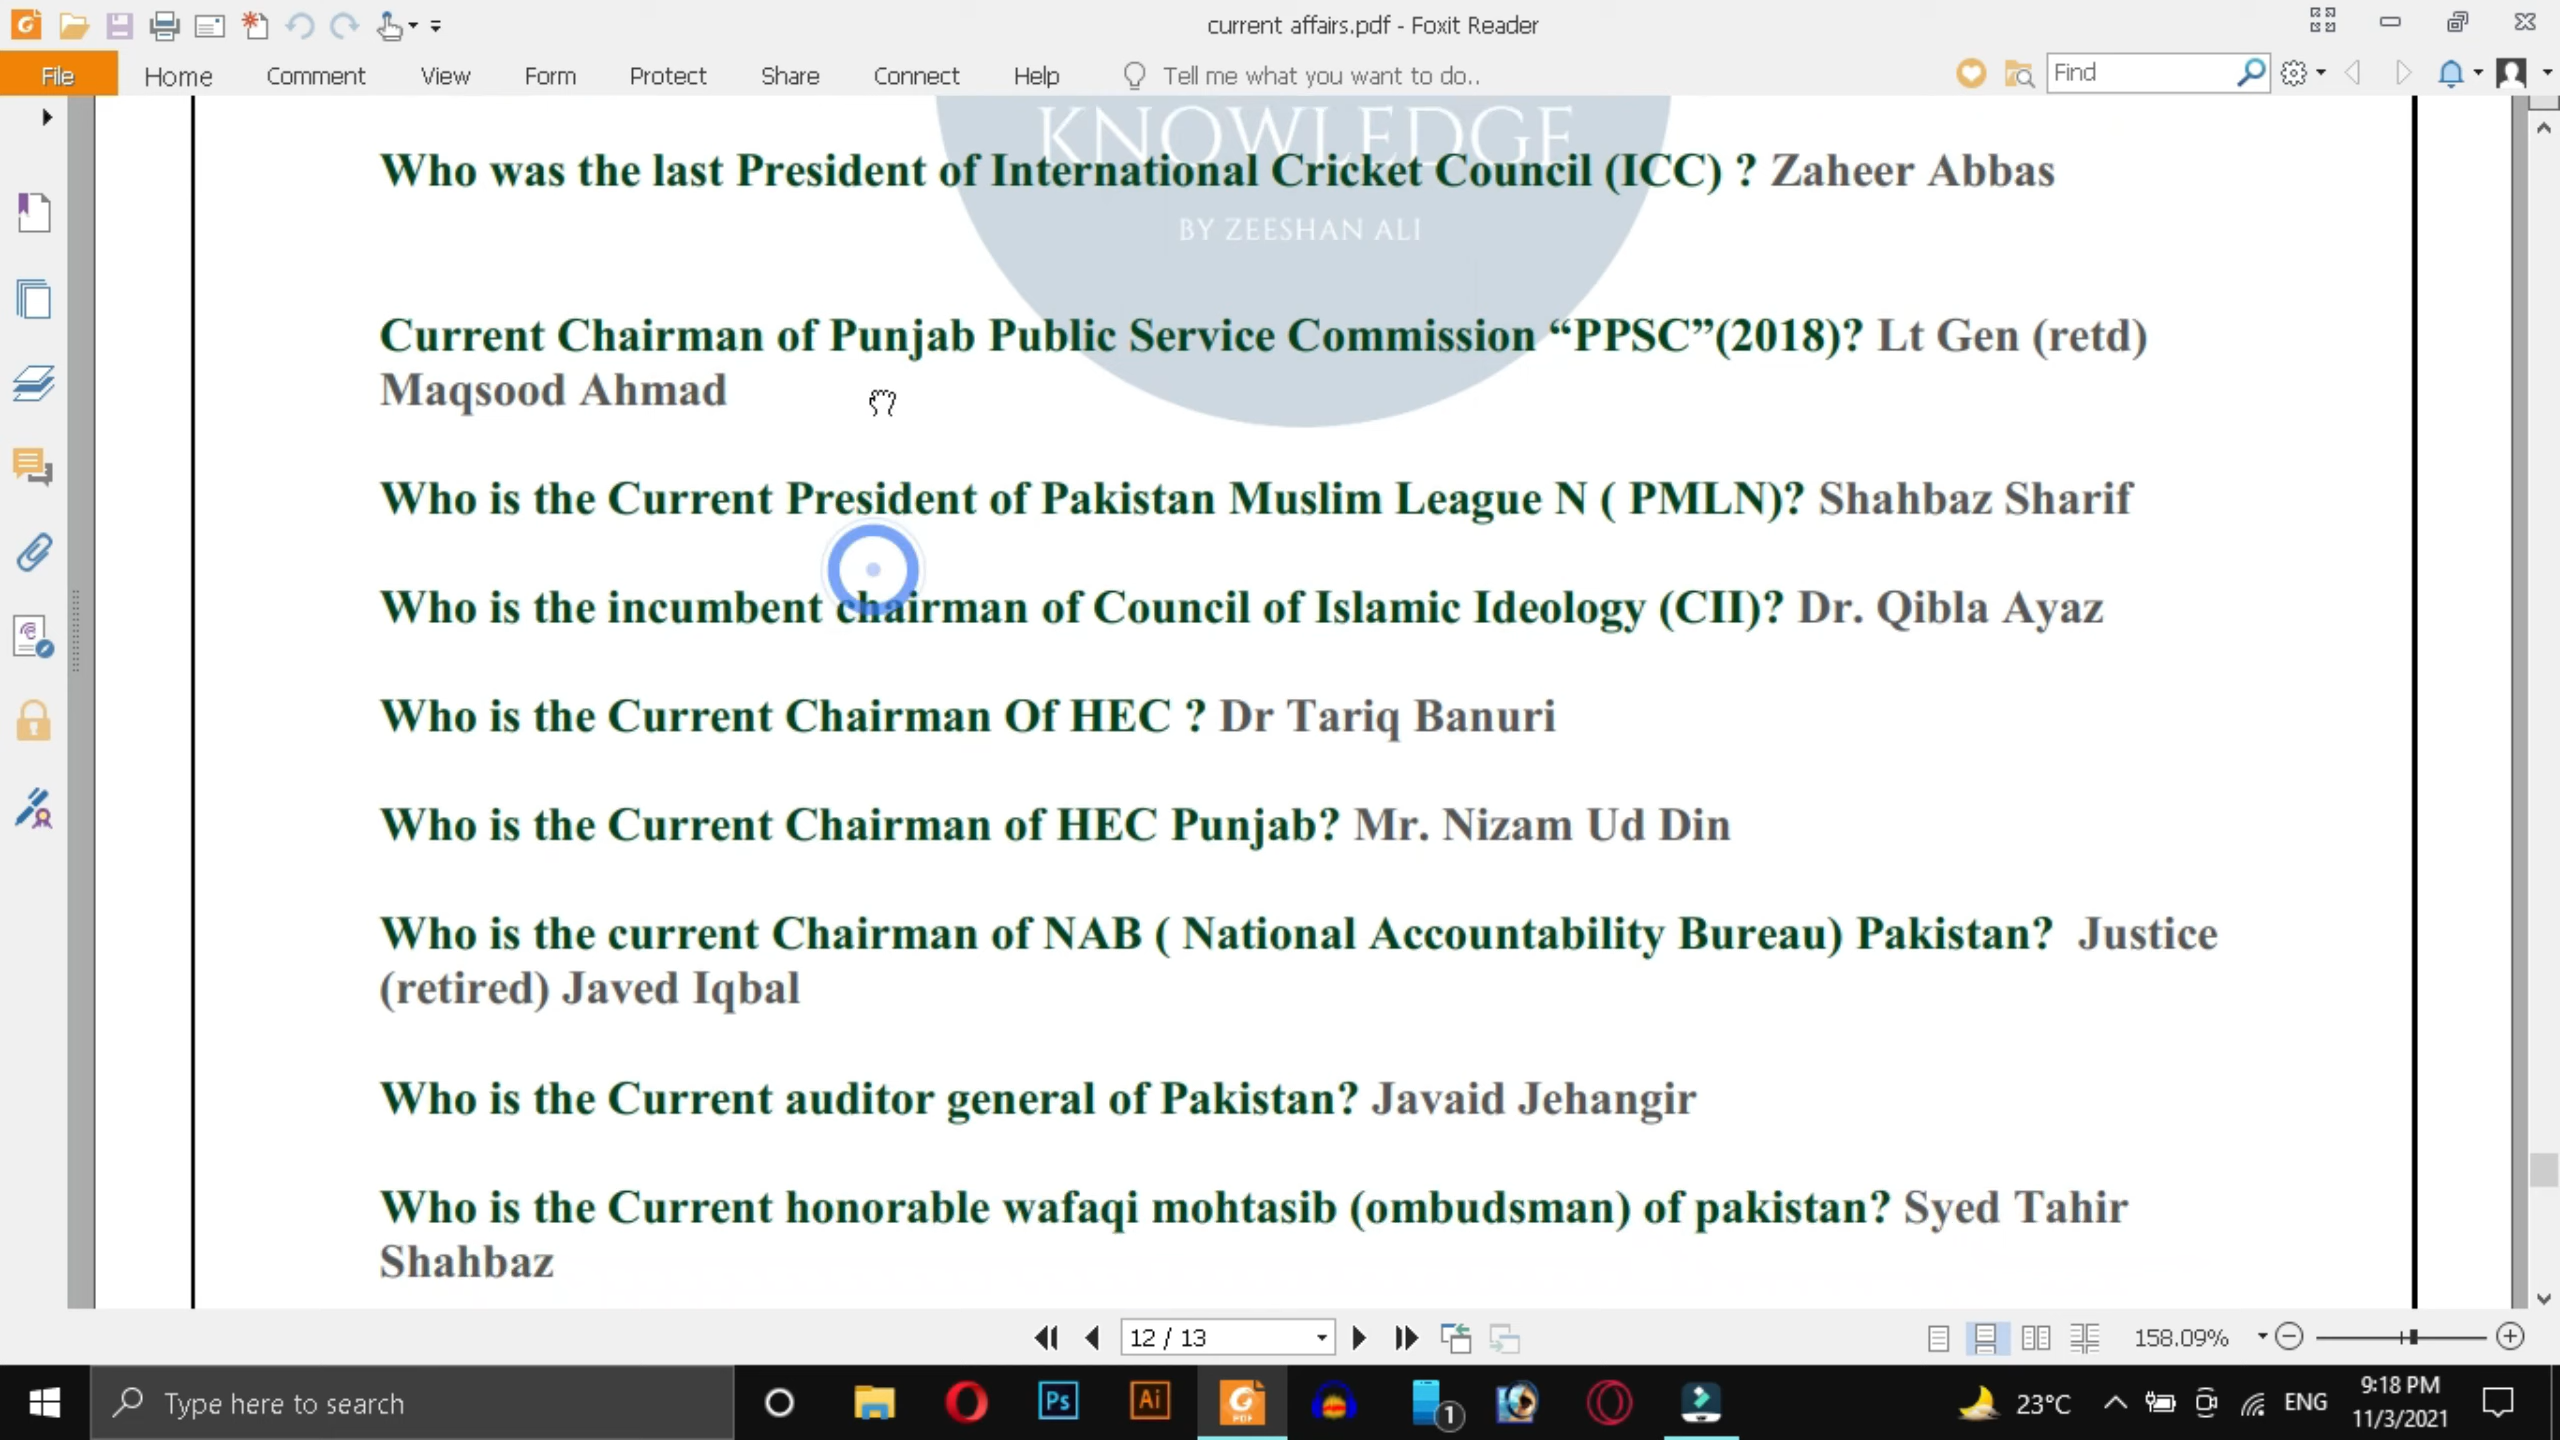 current affairs.pdf - Foxit Reader
File Home Comment View Form Protect Share Connect Help Tell me what you want to do.. Find
KNOWLEDGE
Who was the last President of International Cricket Council (ICC) ? Zaheer Abbas
BY ZEESHAN ALI
Current Chairman of Punjab Public Service Commission “PPSC”(2018)? Lt Gen (retd)
Maqsood Ahmad
Who is the Current President of Pakistan Muslim League N ( PMLN)? Shahbaz Sharif
Who is the incumbent chairman of Council of Islamic Ideology (CII)? Dr. Qibla Ayaz
Who is the Current Chairman Of HEC ? Dr Tariq Banuri
Who is the Current Chairman of HEC Punjab? Mr. Nizam Ud Din
Who is the current Chairman of NAB ( National Accountability Bureau) Pakistan? Justice
(retired) Javed Iqbal
Who is the Current auditor general of Pakistan? Javaid Jehangir
Who is the Current honorable wafaqi mohtasib (ombudsman) of pakistan? Syed Tahir
Shahbaz
12 / 13 158.09%
Type here to search Ps Ai PDF 1 23°C ENG 9:18 PM
11/3/2021